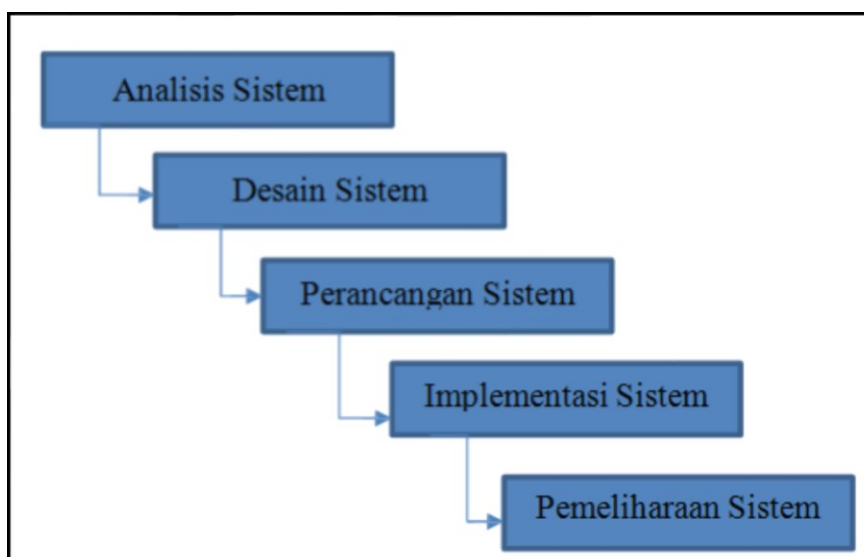 Analisis Sistem
Desain Sistem
Perancangan Sistem
Implementasi Sistem
Pemeliharaan Sistem